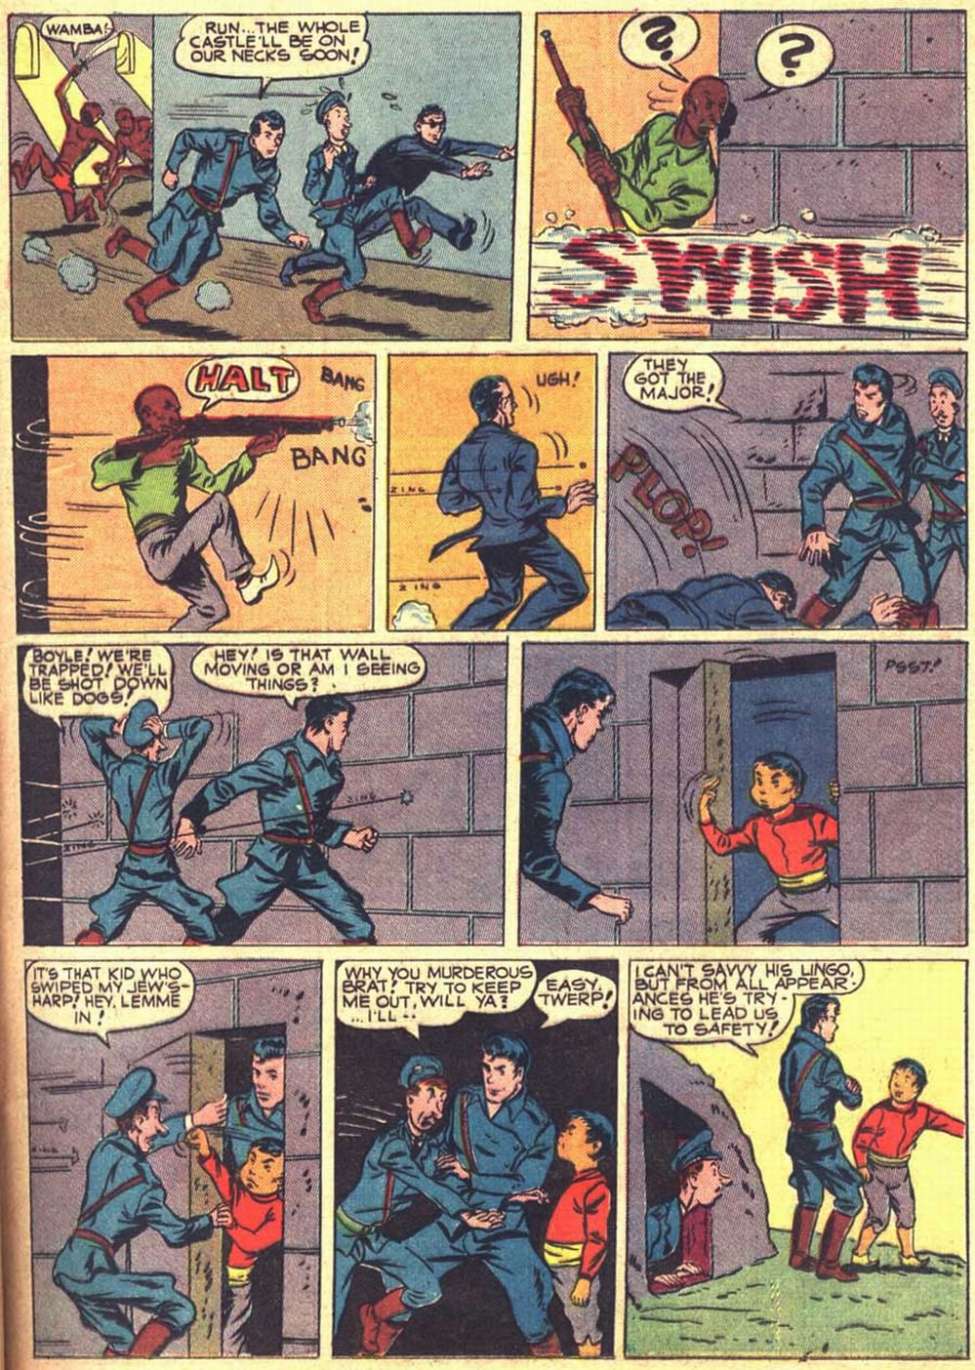 WAMBA!
RUN...THE WHOLE
CASTLE'LL BE ON
OUR NECKS SOON!
?
?
SWISH
HALT
BANG
BANG
UGH!
ZING
ZING
THEY
GOT THE
MAJOR!
PLOP!
BOYLE! WE'RE
TRAPPED! WE'LL
BE SHOT DOWN
LIKE DOGS!
HEY! IS THAT WALL
MOVING OR AM I SEEING
THINGS?
ZING
ZING
PSST!
IT'S THAT KID WHO
SWIPED MY JEW'S-
HARP! HEY, LEMME
IN!
ZING
WHY YOU MURDEROUS
BRAT! TRY TO KEEP
ME OUT, WILL YA?
...I'LL--
EASY,
TWERP!
I CAN'T SAVVY HIS LINGO,
BUT FROM ALL APPEAR-
ANCES HE'S TRY-
ING TO LEAD US
TO SAFETY!